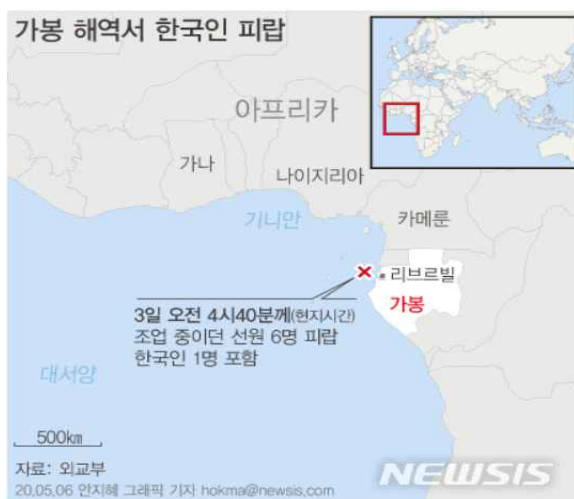 가봉 해역서 한국인 피랍
아프리카
가나
나이지리아
기니만
카메룬
리브르빌
가봉
3일 오전 4시40분께(현지시간)
조업 중이던 선원 6명 피랍
한국인 1명 포함
대서양
500㎞
자료: 외교부
20.05.06 안지혜 그래픽 기자 hokma@newsis.com
NEWSIS